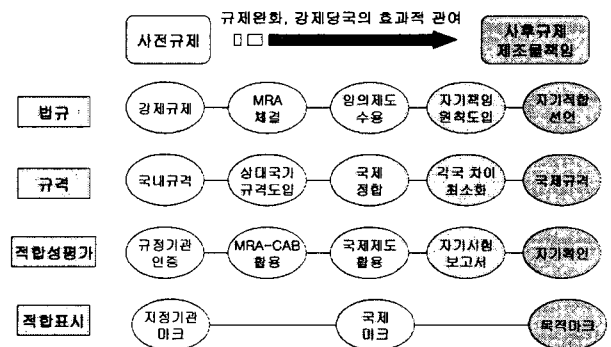 규제완화, 강제당국의 효과적 관여
사전규제
사후규제
제조물책임
법규
강제규제
MRA
체결
임의제도
수용
자기책임
원칙도입
자기적합
선언
규격
국내규격
상대국가
규격도입
국제
정합
각국 차이
최소화
국제규격
적합성평가
규정기관
인증
MRA-CAB
활용
국제제도
활용
자기시험
보고서
자기확인
적합표시
지정기관
마크
국제
마크
목적마크